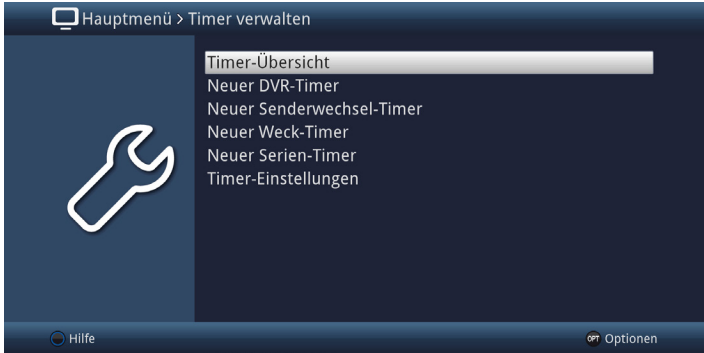 Hauptmenü > Timer verwalten
Timer-Übersicht
Neuer DVR-Timer
Neuer Senderwechsel-Timer
Neuer Weck-Timer
Neuer Serien-Timer
Timer-Einstellungen
Hilfe
OPT Optionen